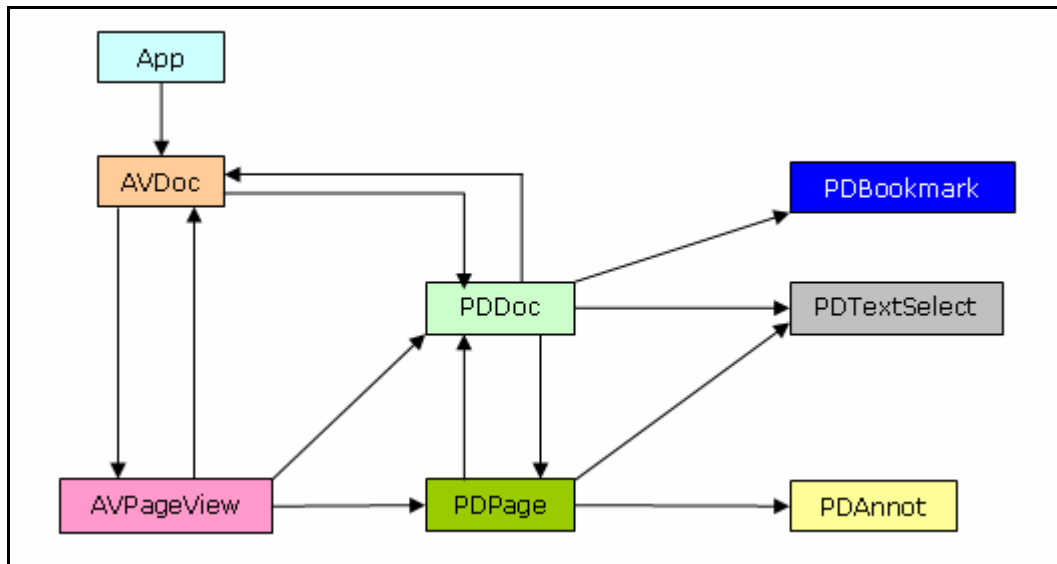 App
AVDoc
PDBookmark
PDDoc
PDTextSelect
AVPageView
PDPage
PDAnnot